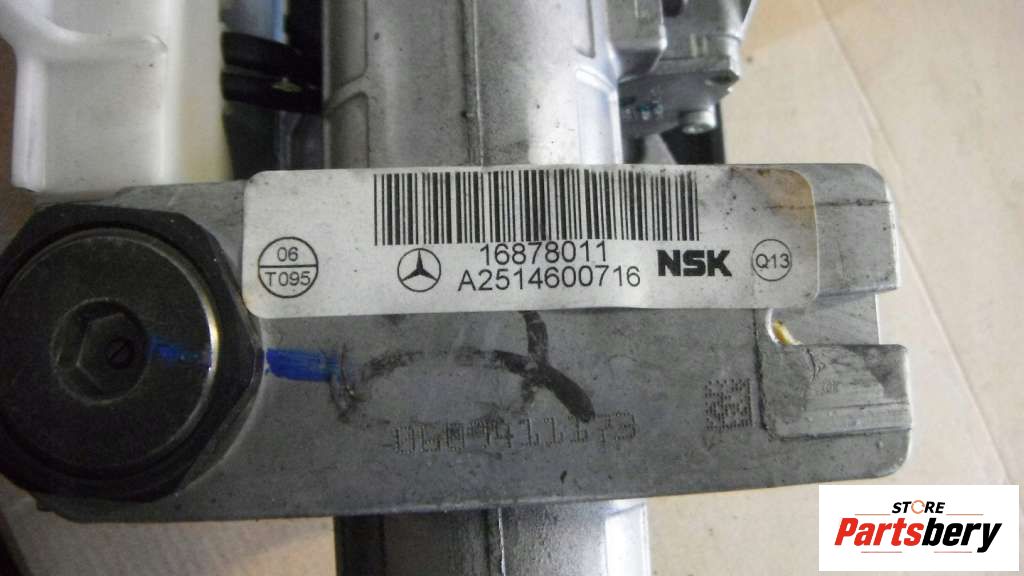 16878011
A2514600716
NSK
06
T095
Q13
STORE
Partsbery